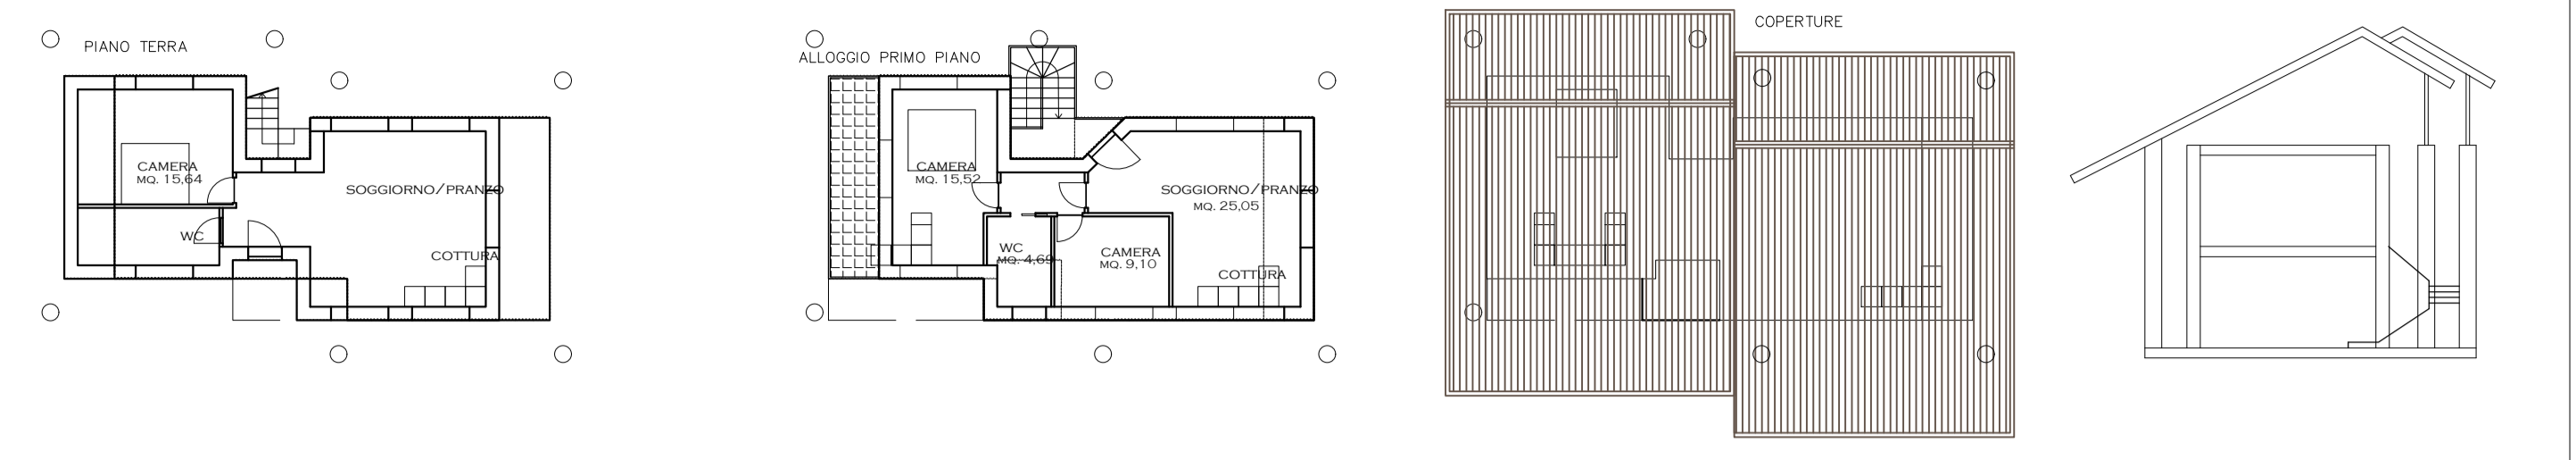 PIANO TERRA
CAMERA
MQ. 15,64
SOGGIORNO/PRANZO
WC
COTTURA
ALLOGGIO PRIMO PIANO
CAMERA
MQ. 15,52
SOGGIORNO/PRANZO
MQ. 25,05
WC
MQ. 4,69
CAMERA
MQ. 9,10
COTTURA
COPERTURE